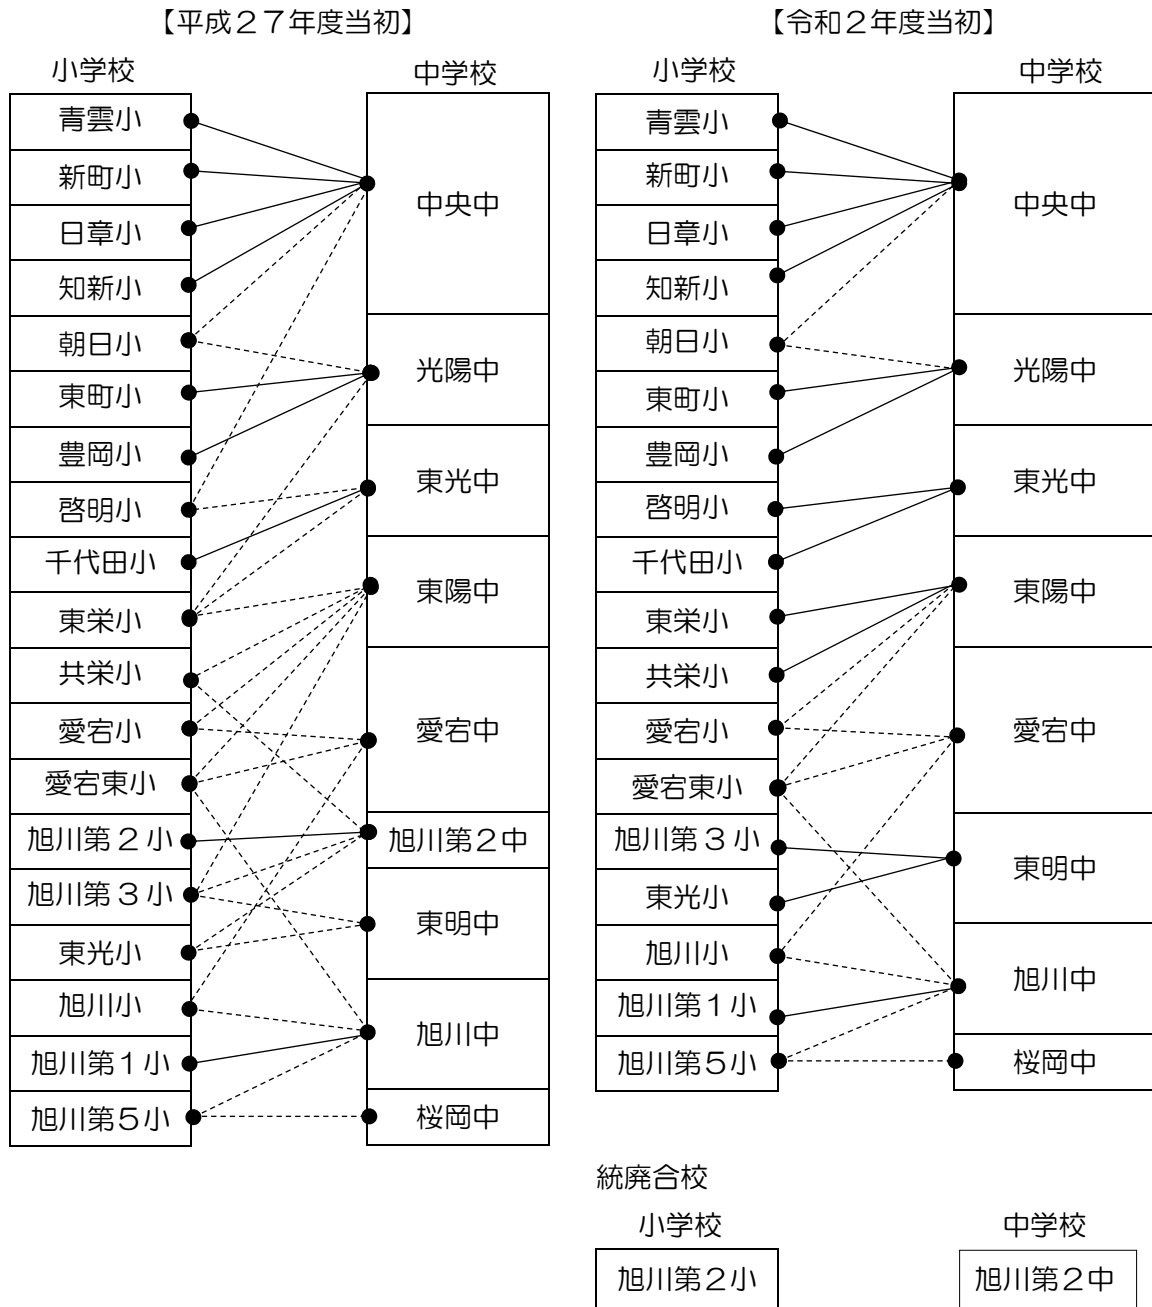 【平成２７年度当初】
小学校
中学校
青雲小
新町小
日章小
知新小
朝日小
東町小
豊岡小
啓明小
千代田小
東栄小
共栄小
愛宕小
愛宕東小
旭川第２小
旭川第３小
東光小
旭川小
旭川第１小
旭川第５小
中央中
光陽中
東光中
東陽中
愛宕中
旭川第２中
東明中
旭川中
桜岡中
【令和２年度当初】
小学校
中学校
青雲小
新町小
日章小
知新小
朝日小
東町小
豊岡小
啓明小
千代田小
東栄小
共栄小
愛宕小
愛宕東小
旭川第３小
東光小
旭川小
旭川第１小
旭川第５小
中央中
光陽中
東光中
東陽中
愛宕中
東明中
旭川中
桜岡中
統廃合校
小学校
中学校
旭川第２小
旭川第２中